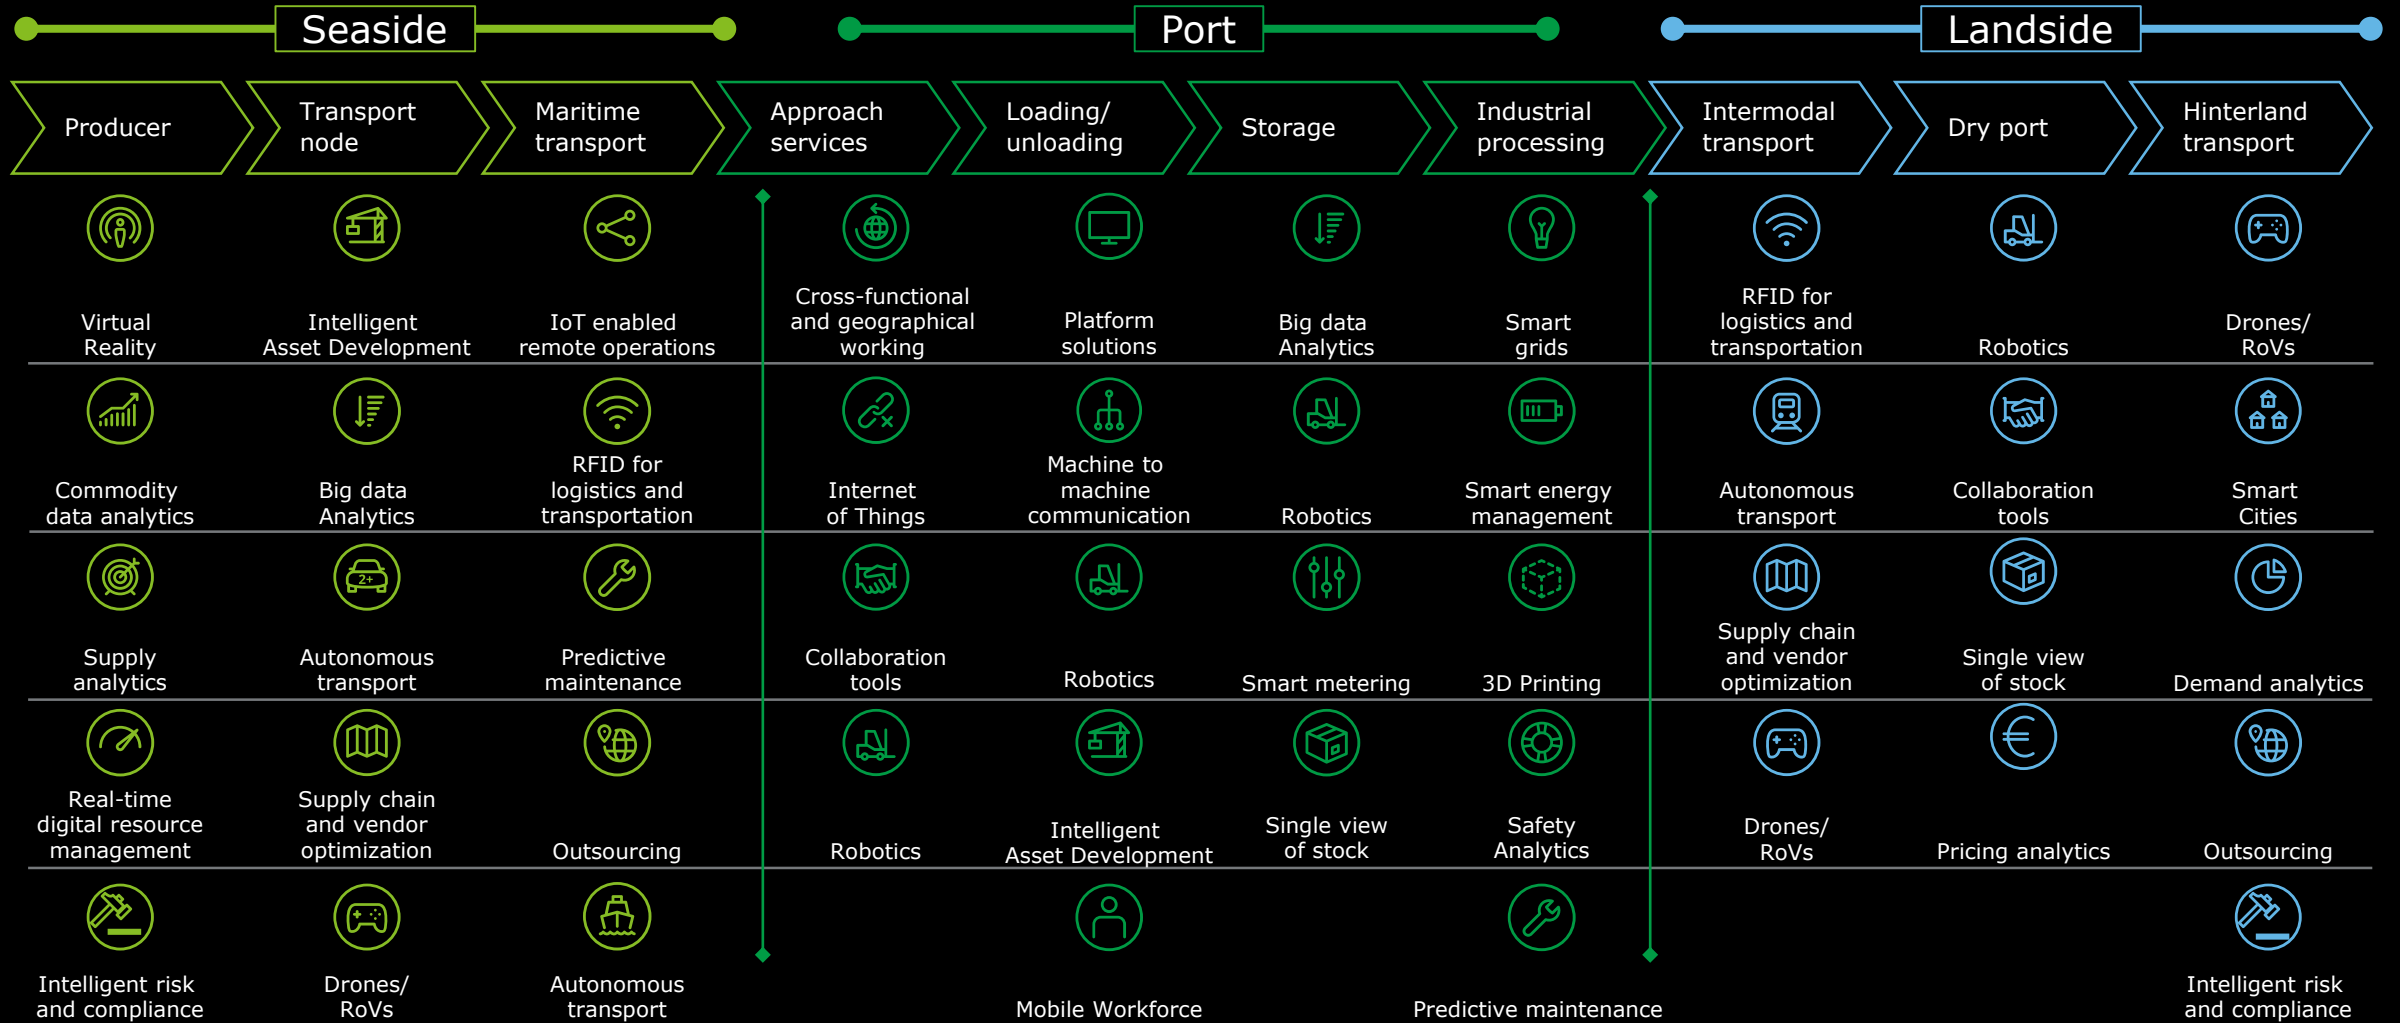 Seaside
Port
Landside
Producer
Transport
node
Maritime
transport
Approach
services
Loading/
unloading
Storage
Industrial
processing
Intermodal
transport
Dry port
Hinterland
transport
Virtual
Reality
Intelligent
Asset Development
IoT enabled
remote operations
Cross-functional
and geographical
working
Platform
solutions
Big data
Analytics
Smart
grids
RFID for
logistics and
transportation
Robotics
Drones/
RoVs
Commodity
data analytics
Big data
Analytics
RFID for
logistics and
transportation
Internet
of Things
Machine to
machine
communication
Robotics
Smart energy
management
Autonomous
transport
Collaboration
tools
Smart
Cities
2+
Supply
analytics
Autonomous
transport
Predictive
maintenance
Collaboration
tools
Robotics
Smart metering
3D Printing
Supply chain
and vendor
optimization
Single view
of stock
Demand analytics
€
Real-time
digital resource
management
Supply chain
and vendor
optimization
Outsourcing
Robotics
Intelligent
Asset Development
Single view
of stock
Safety
Analytics
Drones/
RoVs
Pricing analytics
Outsourcing
Intelligent risk
and compliance
Drones/
RoVs
Autonomous
transport
Mobile Workforce
Predictive maintenance
Intelligent risk
and compliance